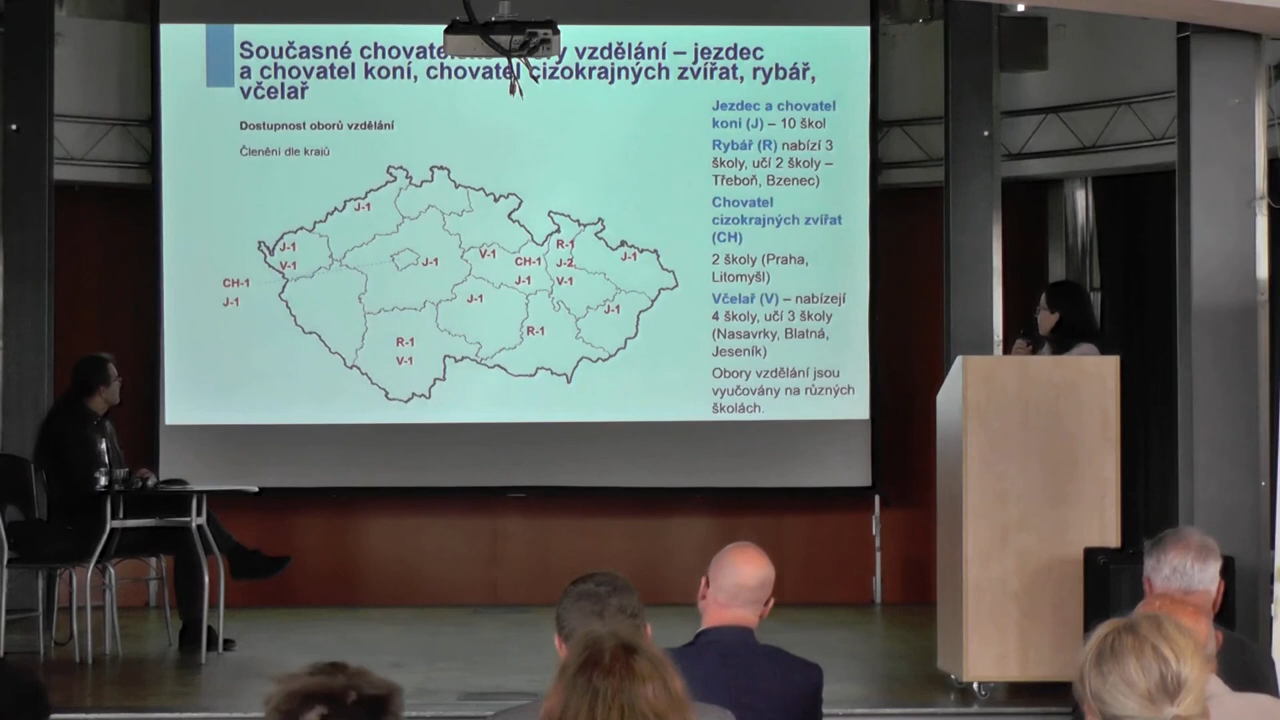 Současné vzdělání – jezdec
a chovatel koní, chovatel cizokrajných zvířat, rybář,
včelař
Dostupnost oborů vzdělání
Členění dle krajů
J-1
J-1
V-1
CH-1
J-1
J-1
V-1
CH-1
J-1
R-1
J-2
V-1
J-1
J-1
J-1
R-1
R-1
V-1
Jezdec a chovatel
koní (J) – 10 škol
Rybář (R) nabízí 3
školy, učí 2 školy –
Třeboň, Bzenec)
Chovatel
cizokrajných zvířat
(CH)
2 školy (Praha,
Litomyšl)
Včelař (V) – nabízejí
4 školy, učí 3 školy
(Nasavrky, Blatná,
Jeseník)
Obory vzdělání jsou
vyučovány na různých
školách.